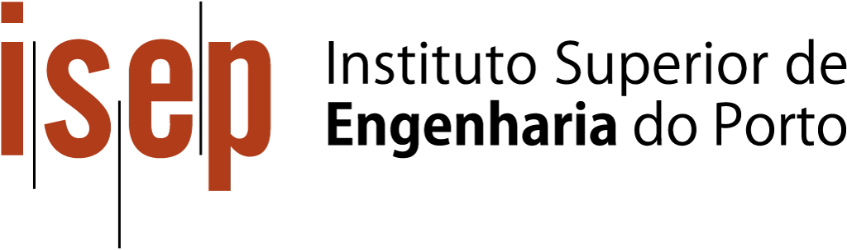 isep
Instituto Superior de
Engenharia do Porto